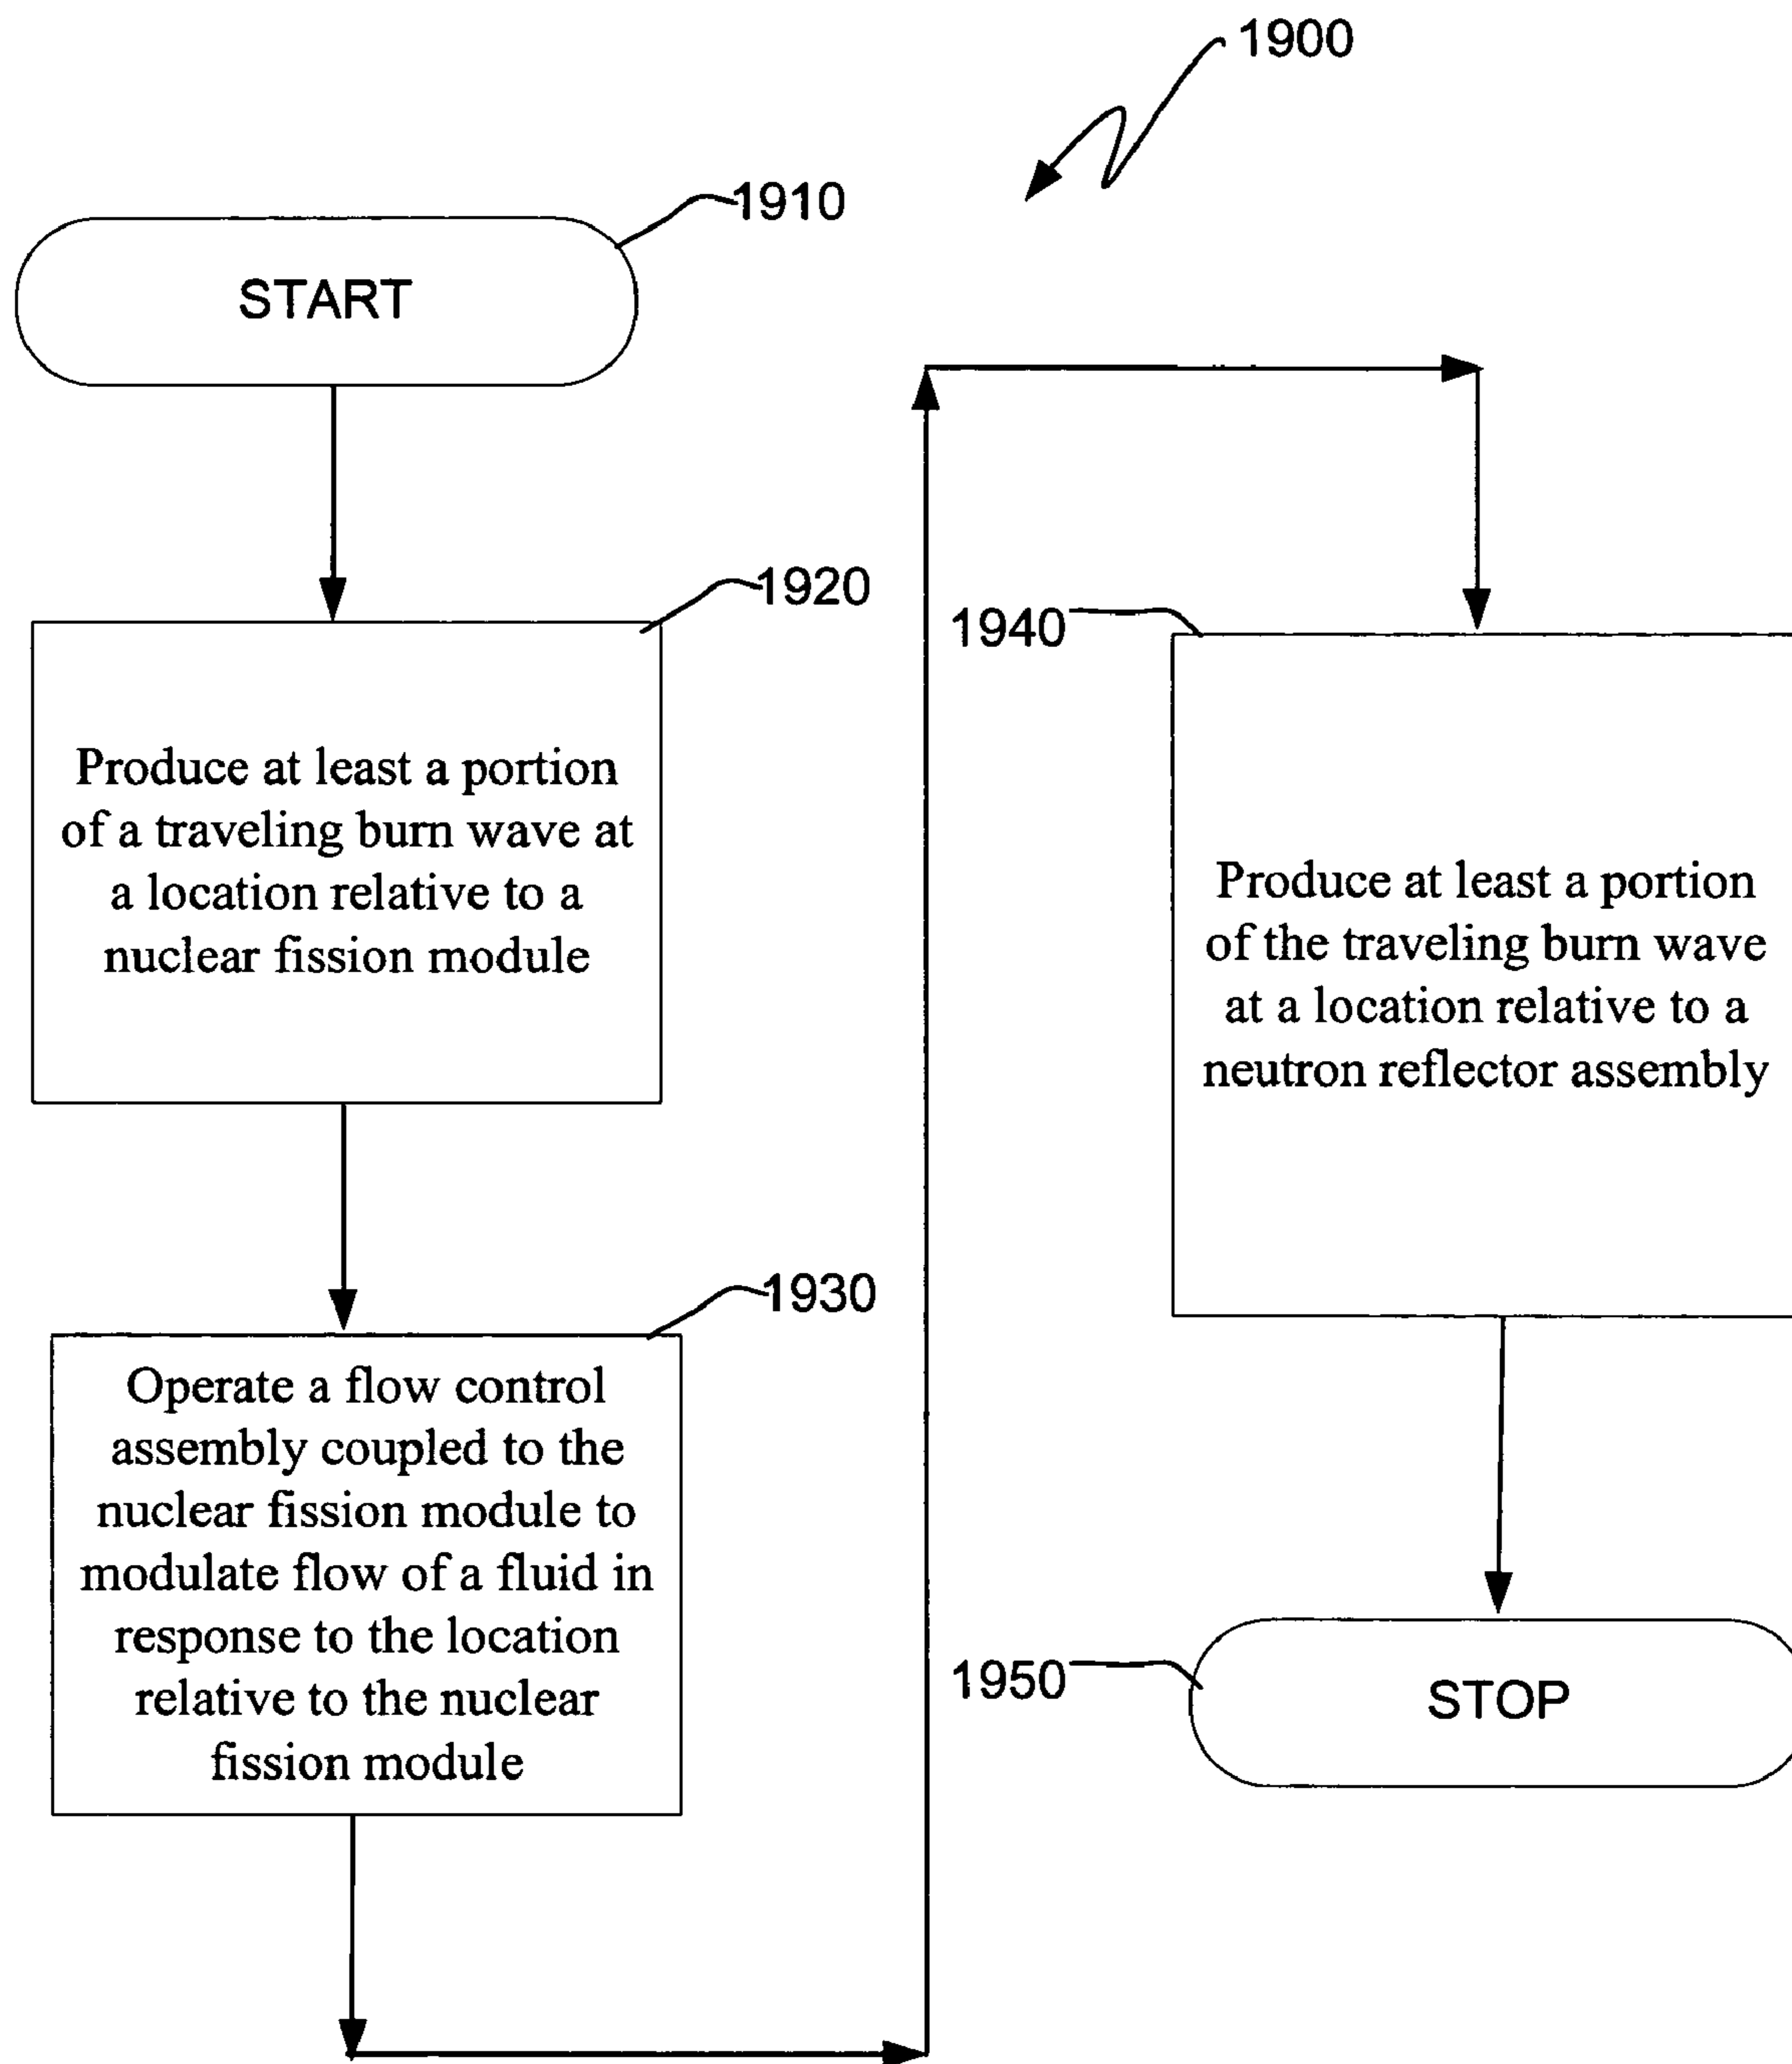 1900
1910
START
1920
Produce at least a portion
of a traveling burn wave at
a location relative to a
nuclear fission module
1930
Operate a flow control
assembly coupled to the
nuclear fission module to
modulate flow of a fluid in
response to the location
relative to the nuclear
fission module
1940
Produce at least a portion
of the traveling burn wave
at a location relative to a
neutron reflector assembly
1950
STOP